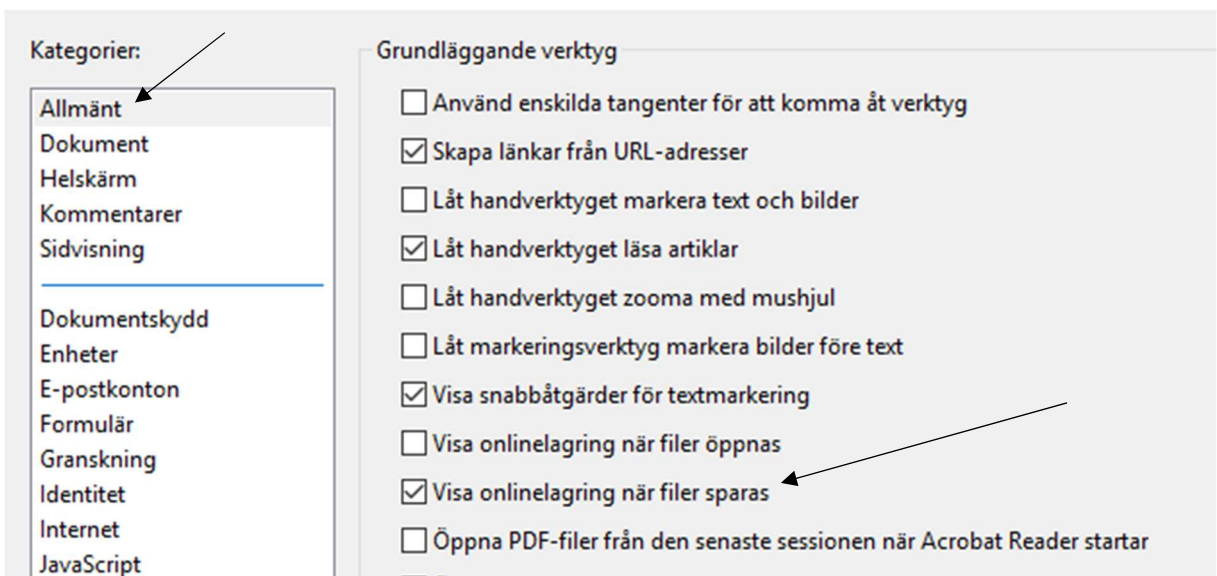 Kategorier:
Allmänt
Dokument
Helskärm
Kommentarer
Sidvisning
Dokumentskydd
Enheter
E-postkonton
Formulär
Granskning
Identitet
Internet
JavaScript
Grundläggande verktyg
Använd enskilda tangenter för att komma åt verktyg
Skapa länkar från URL-adresser
Låt handverktyget markera text och bilder
Låt handverktyget läsa artiklar
Låt handverktyget zooma med mushjul
Låt markeringsverktyg markera bilder före text
Visa snabbåtgärder för textmarkering
Visa onlinelagring när filer öppnas
Visa onlinelagring när filer sparas
Öppna PDF-filer från den senaste sessionen när Acrobat Reader startar